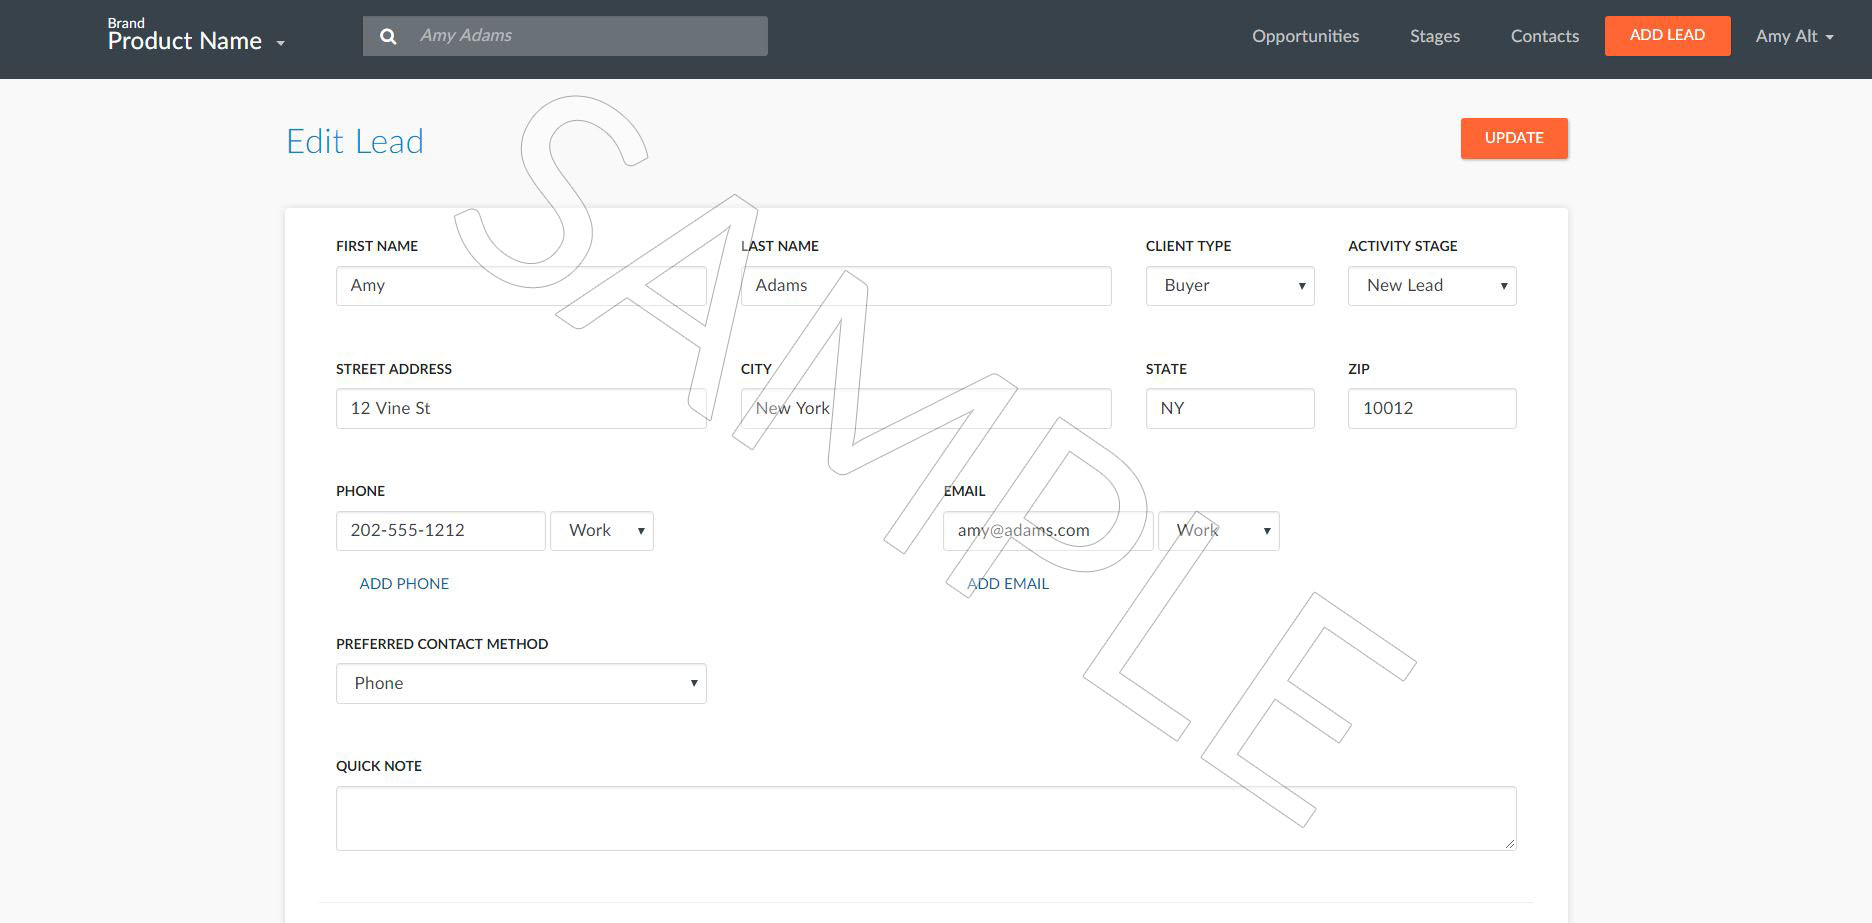 Brand
Product Name
Amy Adams
Opportunities Stages Contacts ADD LEAD Amy Alt
Edit Lead
UPDATE
FIRST NAME LAST NAME CLIENT TYPE ACTIVITY STAGE
Amy Adams Buyer New Lead
STREET ADDRESS CITY STATE ZIP
12 Vine St New York NY 10012
PHONE EMAIL
202-555-1212 Work amy@adams.com Work
ADD PHONE ADD EMAIL
PREFERRED CONTACT METHOD
Phone
QUICK NOTE
SAMPLE